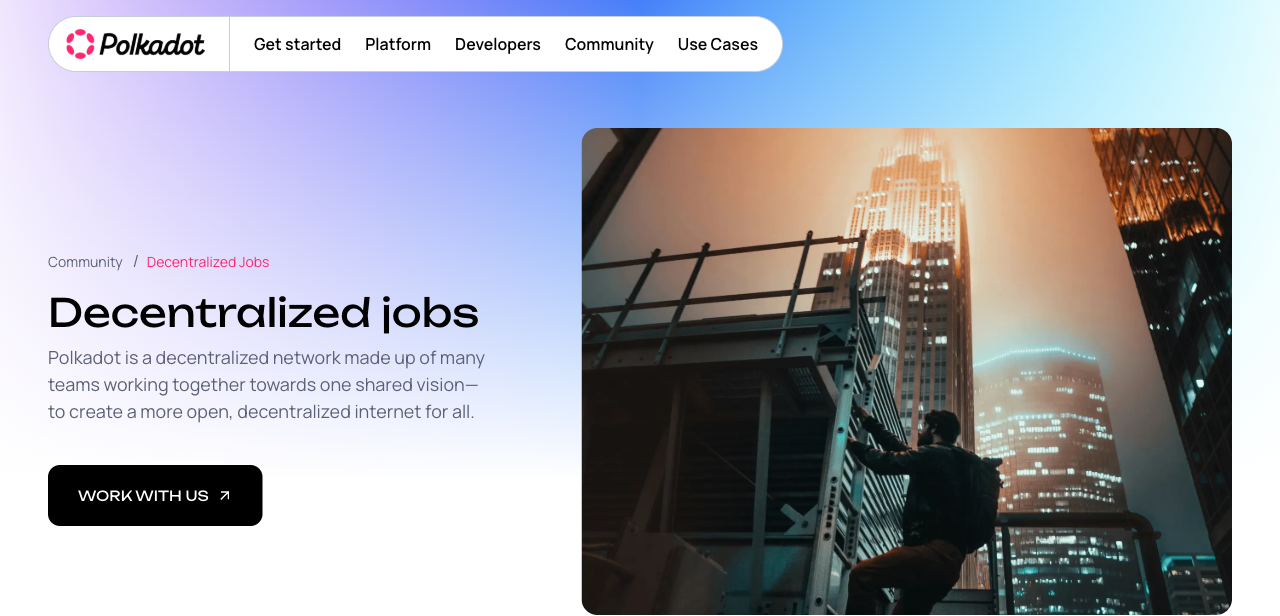 Polkadot
Get started
Platform
Developers
Community
Use Cases
Community / Decentralized Jobs
Decentralized jobs
Polkadot is a decentralized network made up of many
teams working together towards one shared vision—
to create a more open, decentralized internet for all.
WORK WITH US